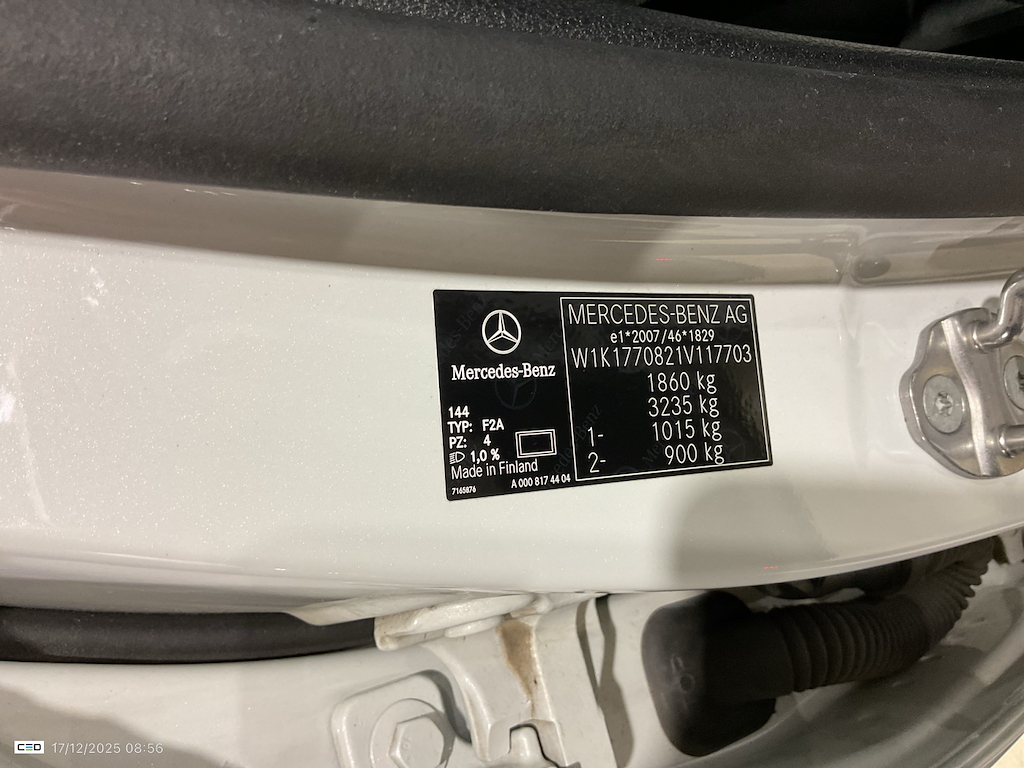 Mercedes-Benz
144
TYP: F2A
PZ: 4
1,0 %
Made in Finland
7165876
A 000 817 44 04
MERCEDES-BENZ AG
e1*2007/46*1829
W1K1770821V117703
1860 kg
3235 kg
1- 1015 kg
2- 900 kg
CEO 17/12/2025 08:56